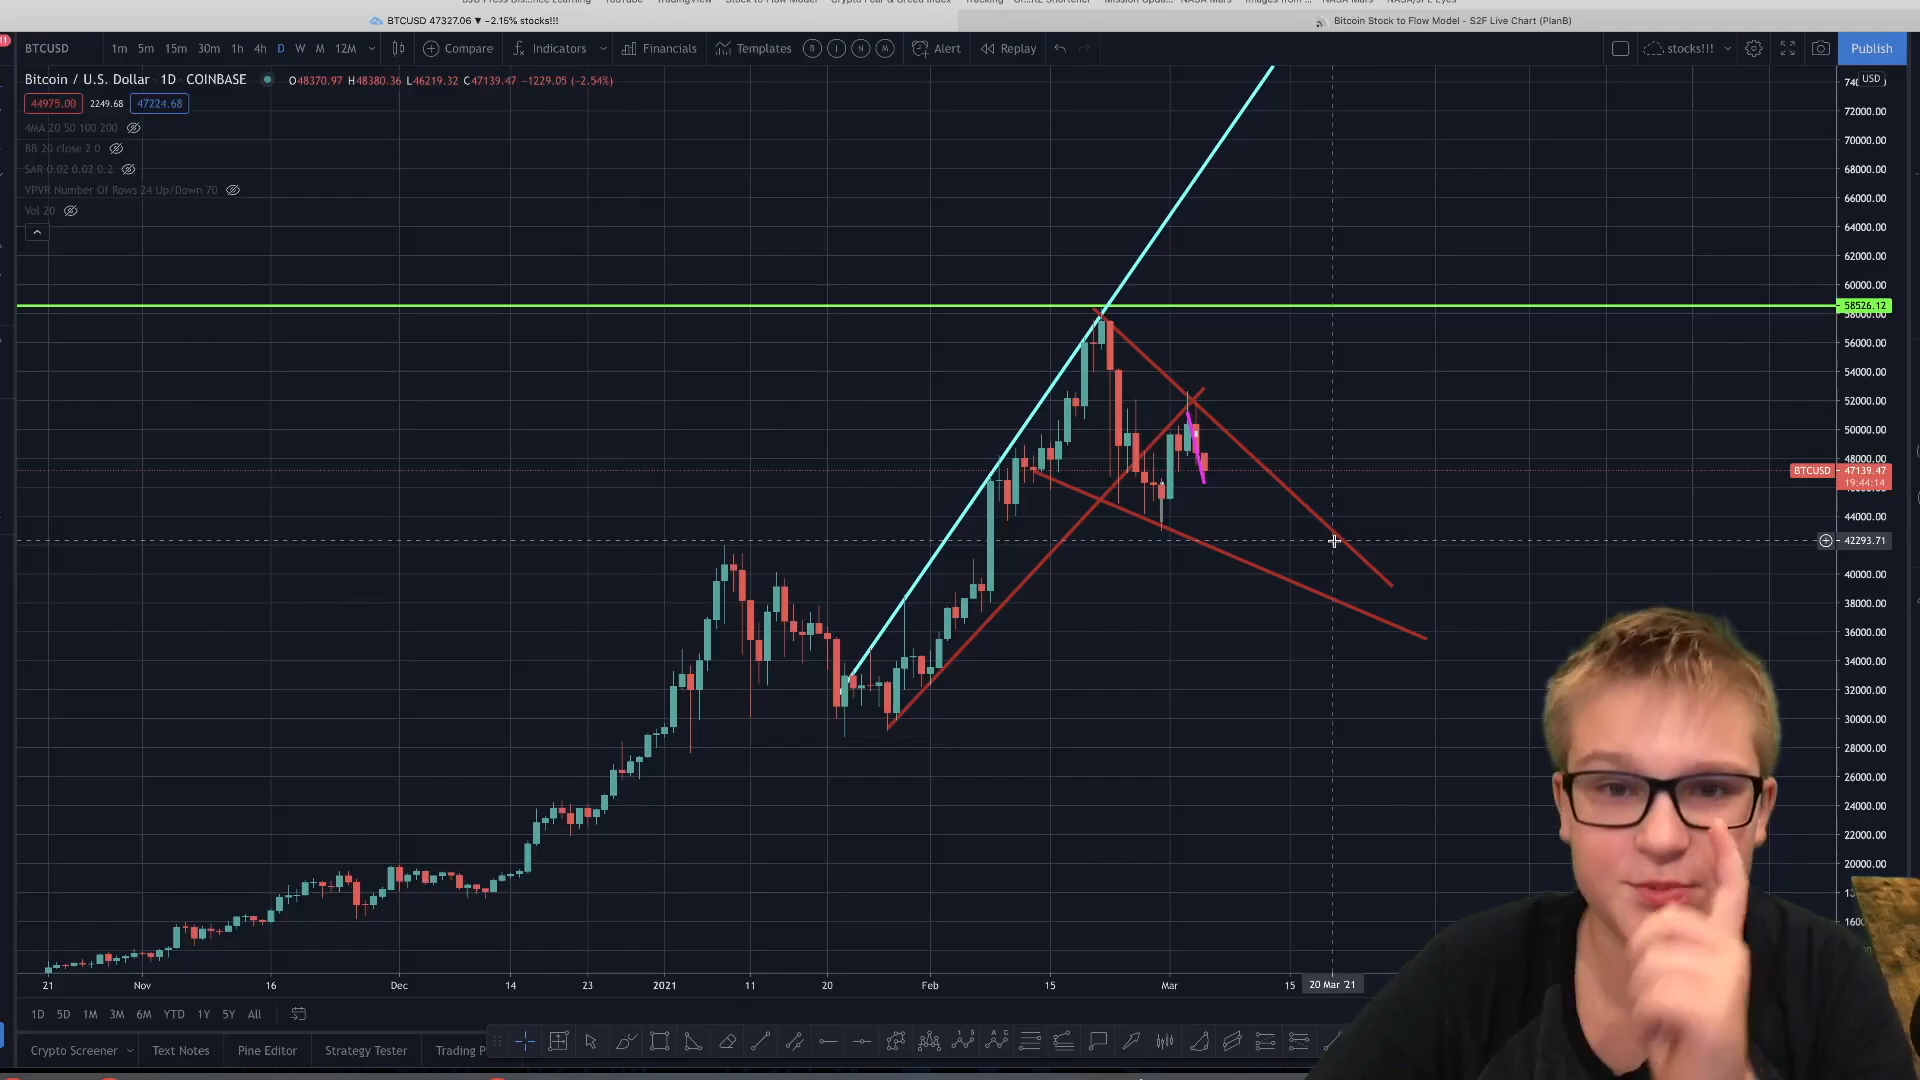 BTCUSD 47327.06 ▼ −2.15% stocks!!!
Bitcoin Stock to Flow Model - S2F Live Chart (PlanB)
11
BTCUSD 1m 5m 15m 30m 1h 4h D W M 12M Compare Indicators Financials Templates B I N M Alert Replay stocks!!! Publish
Bitcoin / U.S. Dollar 1D COINBASE O48370.97 H48380.36 L46219.32 C47139.47 −1229.05 (−2.54%)
44975.00 2249.68 47224.68
4MA 20 50 100 200
BB 20 close 2 0
SAR 0.02 0.02 0.2
VPVR Number Of Rows 24 Up/Down 70
Vol 20
USD
72000.00
70000.00
68000.00
66000.00
64000.00
62000.00
60000.00
58526.12
58000.00
56000.00
54000.00
52000.00
50000.00
48000.00
BTCUSD 47139.47
19:44:14
44000.00
42293.71
40000.00
38000.00
36000.00
34000.00
32000.00
30000.00
28000.00
26000.00
24000.00
22000.00
20000.00
21 Nov 16 Dec 14 23 2021 11 20 Feb 15 Mar 15 20 Mar '21
1D 5D 1M 3M 6M YTD 1Y 5Y All
Crypto Screener Text Notes Pine Editor Strategy Tester Trading P